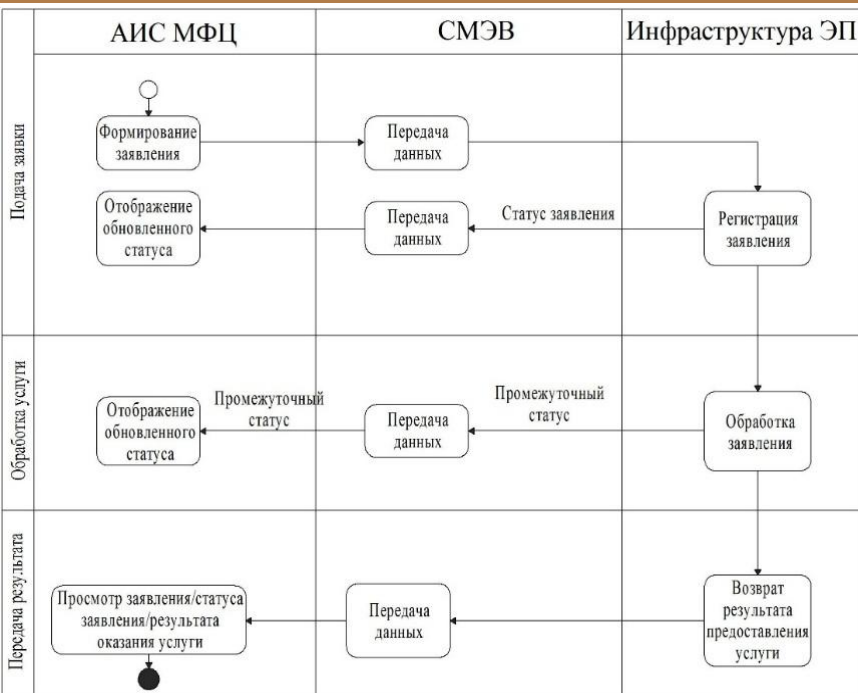 АИС МФЦ
СМЭВ
Инфраструктура ЭП
Подача заявки
Формирование
заявления
Передача
данных
Отображение
обновленного
статуса
Передача
данных
Статус заявления
Регистрация
заявления
Обработка услуги
Отображение
обновленного
статуса
Промежуточный
статус
Передача
данных
Промежуточный
статус
Обработка
заявления
Передача результата
Просмотр заявления/статуса
заявления/результата
оказания услуги
Передача
данных
Возврат
результата
предоставления
услуги